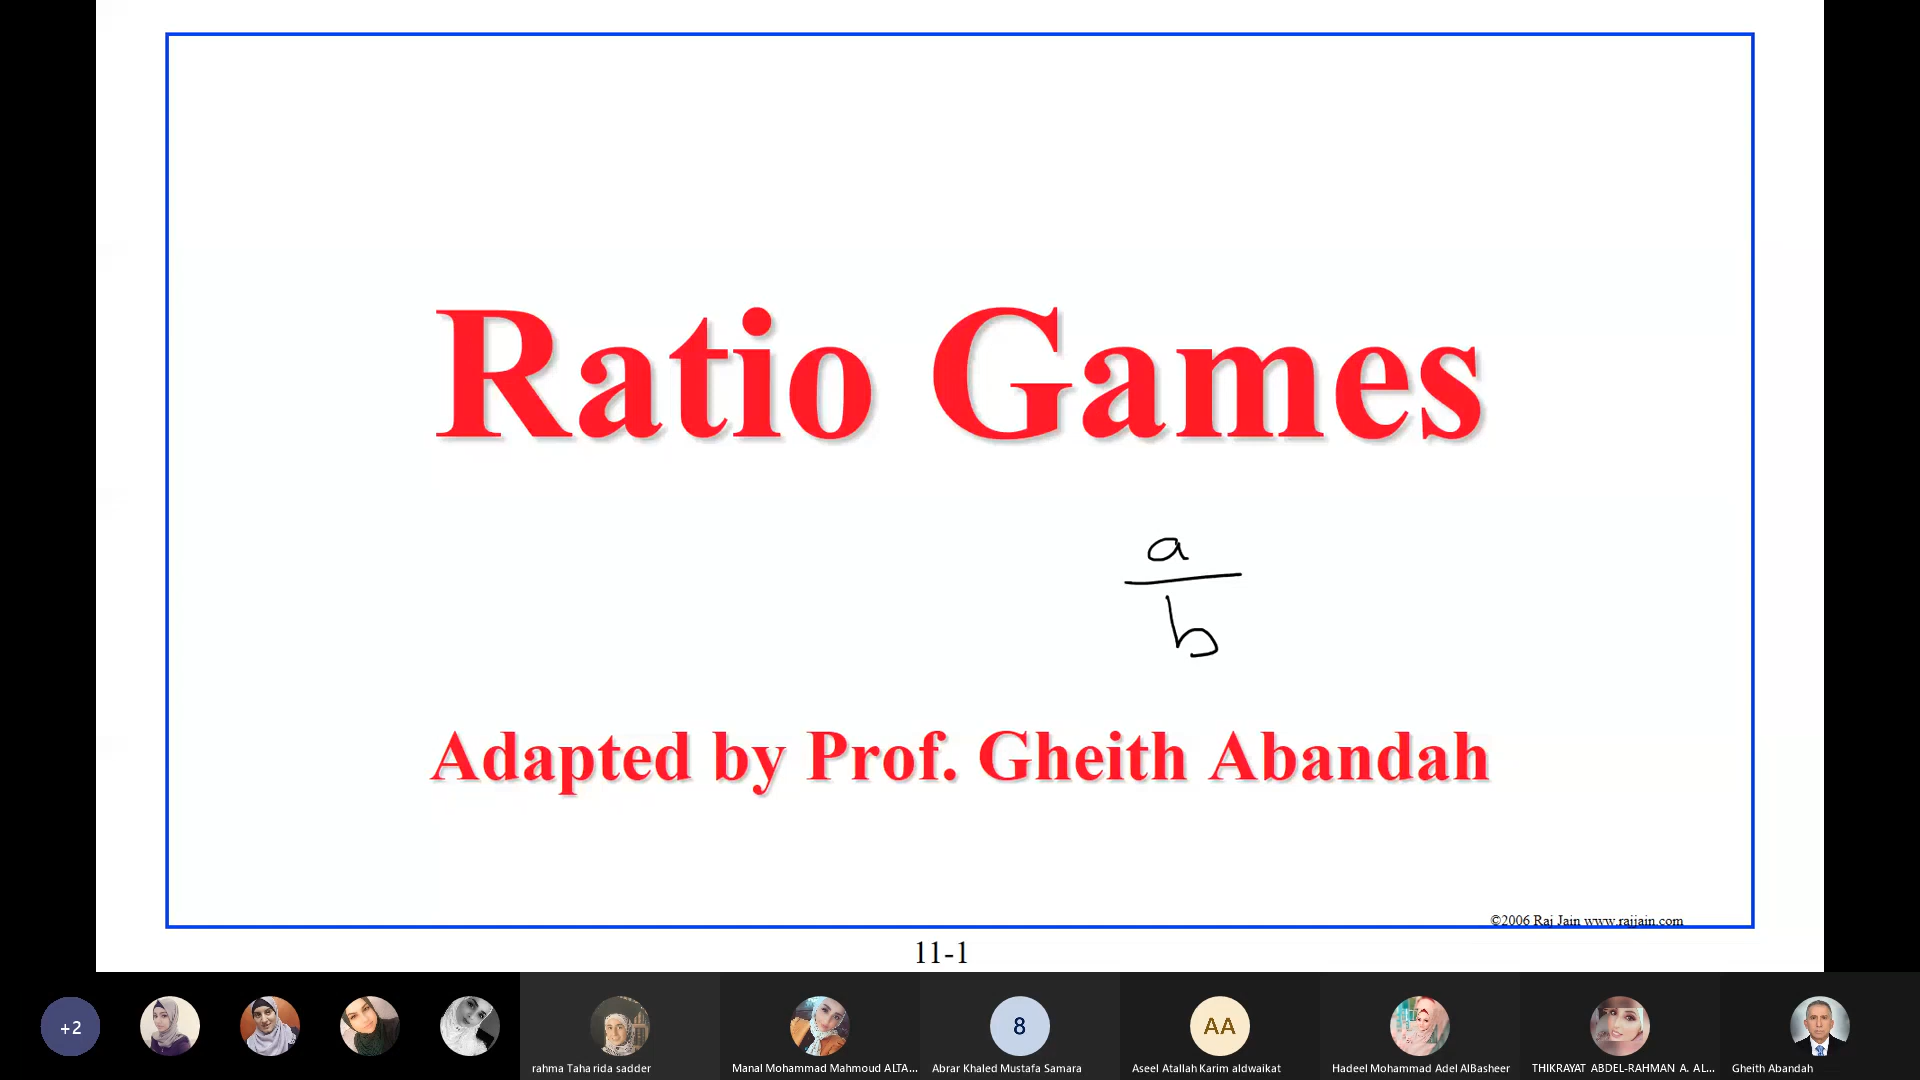 Ratio Games
a
b
Adapted by Prof. Gheith Abandah
©2006 Raj Jain www.rajjain.com
11-1
+2
8
AA
rahma Taha rida sadder
Manal Mohammad Mahmoud ALTA...
Abrar Khaled Mustafa Samara
Aseel Atallah Karim aldwaikat
Hadeel Mohammad Adel AlBasheer
THIKRAYAT ABDEL-RAHMAN A. AL...
Gheith Abandah